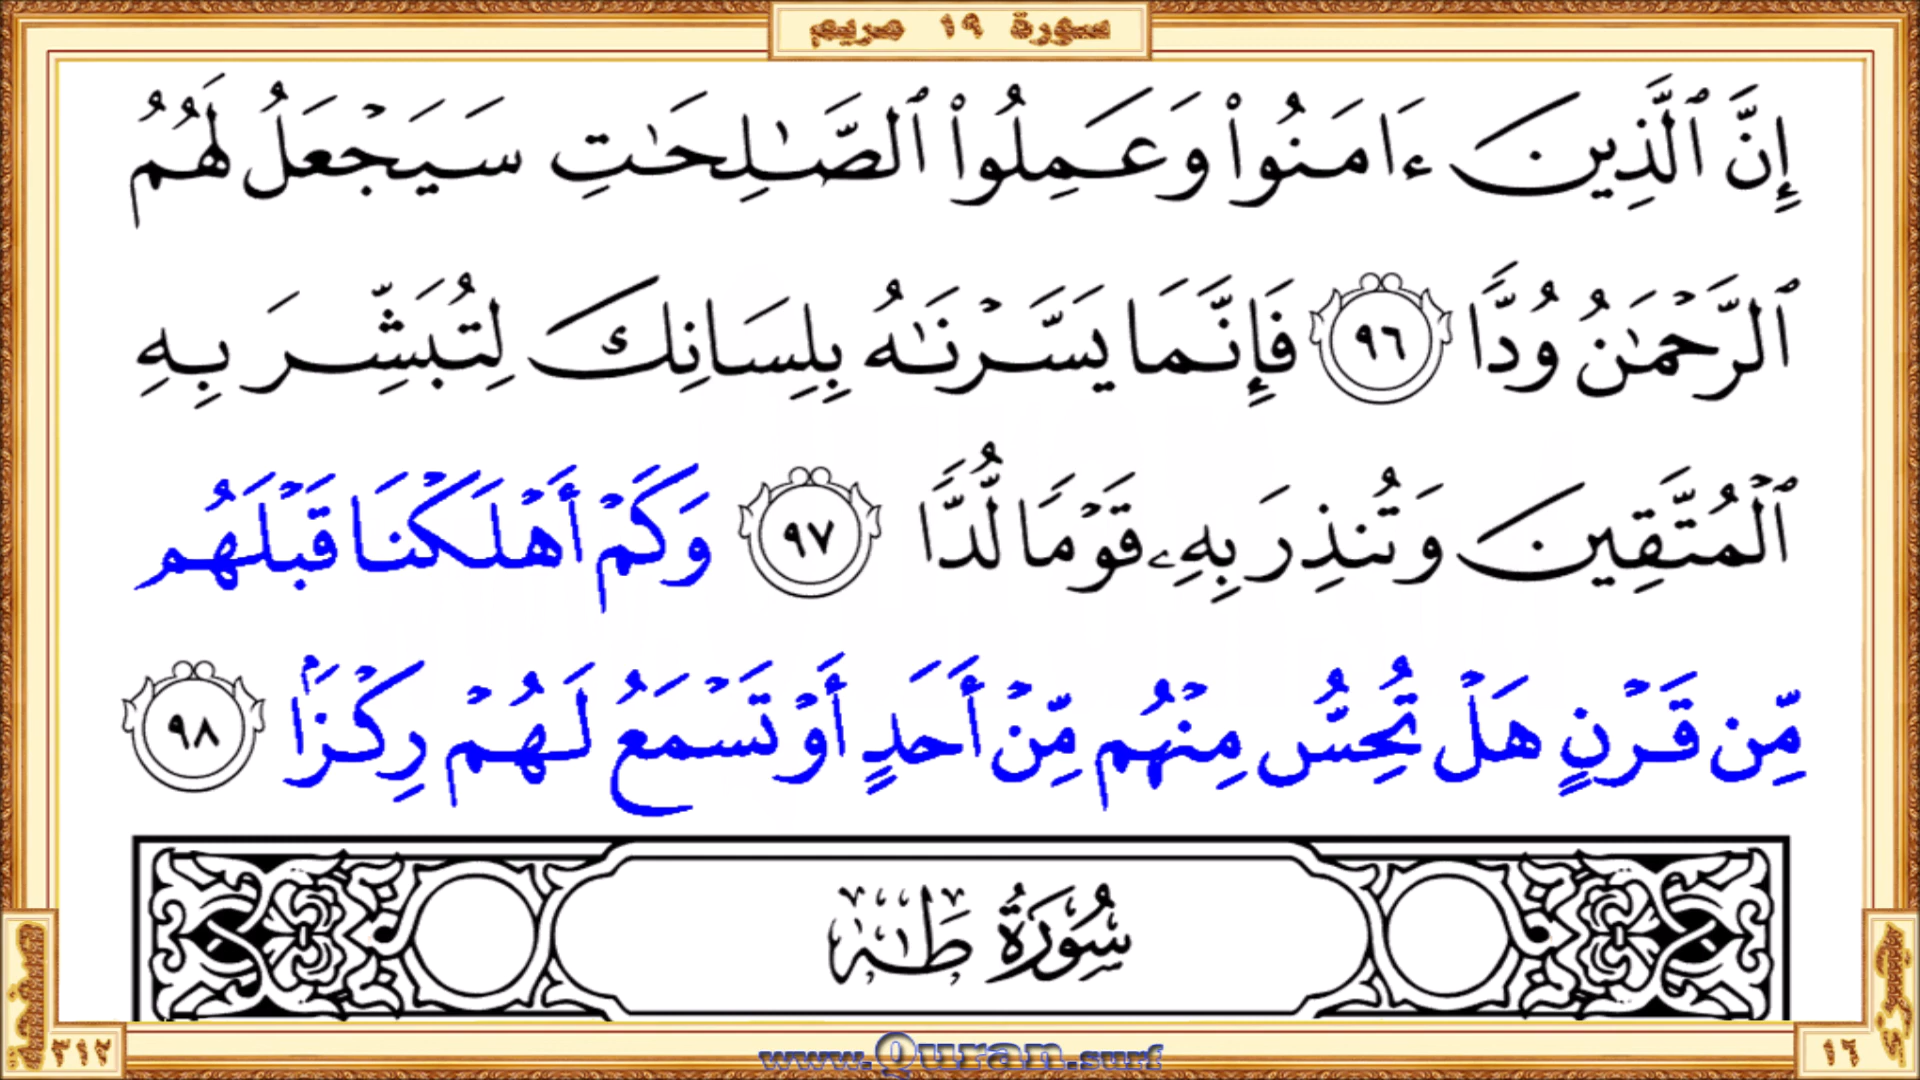 سورة ١٩ مريم
إِنَّ ٱلَّذِينَ ءَامَنُوا۟ وَعَمِلُوا۟ ٱلصَّـٰلِحَـٰتِ سَيَجْعَلُ لَهُمُ
ٱلرَّحْمَـٰنُ وُدًّا ٩٦ فَإِنَّمَا يَسَّرْنَـٰهُ بِلِسَانِكَ لِتُبَشِّرَ بِهِ
ٱلْمُتَّقِينَ وَتُنذِرَ بِهِۦ قَوْمًا لُّدًّا ٩٧ وَكَمْ أَهْلَكْنَا قَبْلَهُم
مِّن قَرْنٍ هَلْ تُحِسُّ مِنْهُم مِّنْ أَحَدٍ أَوْ تَسْمَعُ لَهُمْ رِكْزًۢا ٩٨
سُورَةُ طه
صفحة ٣١٢
www.Quran.surf
١٦